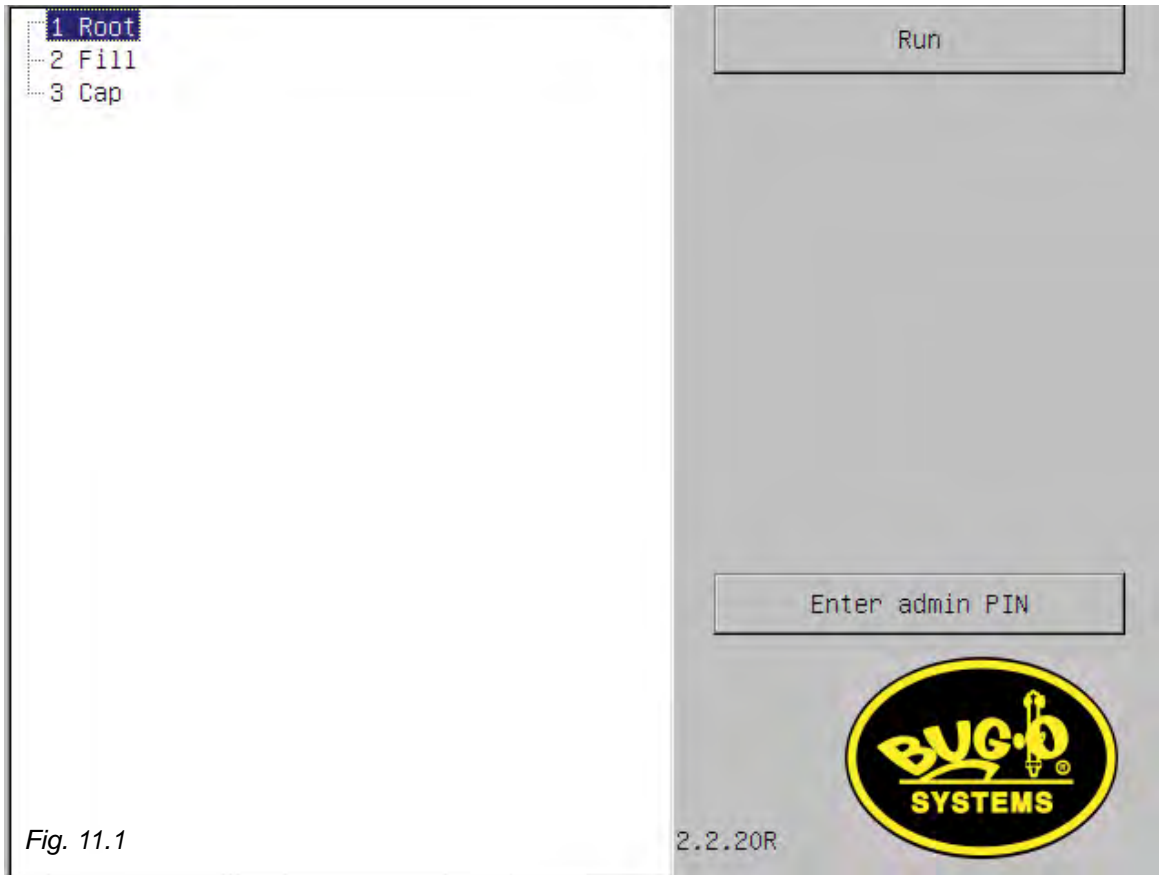 1 Root
2 Fill
3 Cap
Run
Enter admin PIN
BUG-O
®
SYSTEMS
Fig. 11.1
2.2.20R